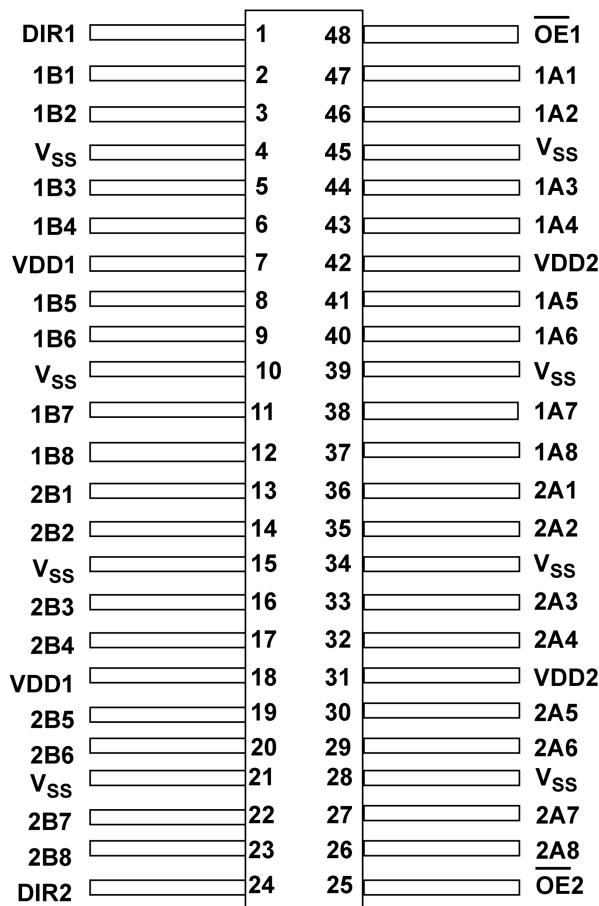 DIR1 1 48 OE1
1B1 2 47 1A1
1B2 3 46 1A2
VSS 4 45 VSS
1B3 5 44 1A3
1B4 6 43 1A4
VDD1 7 42 VDD2
1B5 8 41 1A5
1B6 9 40 1A6
VSS 10 39 VSS
1B7 11 38 1A7
1B8 12 37 1A8
2B1 13 36 2A1
2B2 14 35 2A2
VSS 15 34 VSS
2B3 16 33 2A3
2B4 17 32 2A4
VDD1 18 31 VDD2
2B5 19 30 2A5
2B6 20 29 2A6
VSS 21 28 VSS
2B7 22 27 2A7
2B8 23 26 2A8
DIR2 24 25 OE2